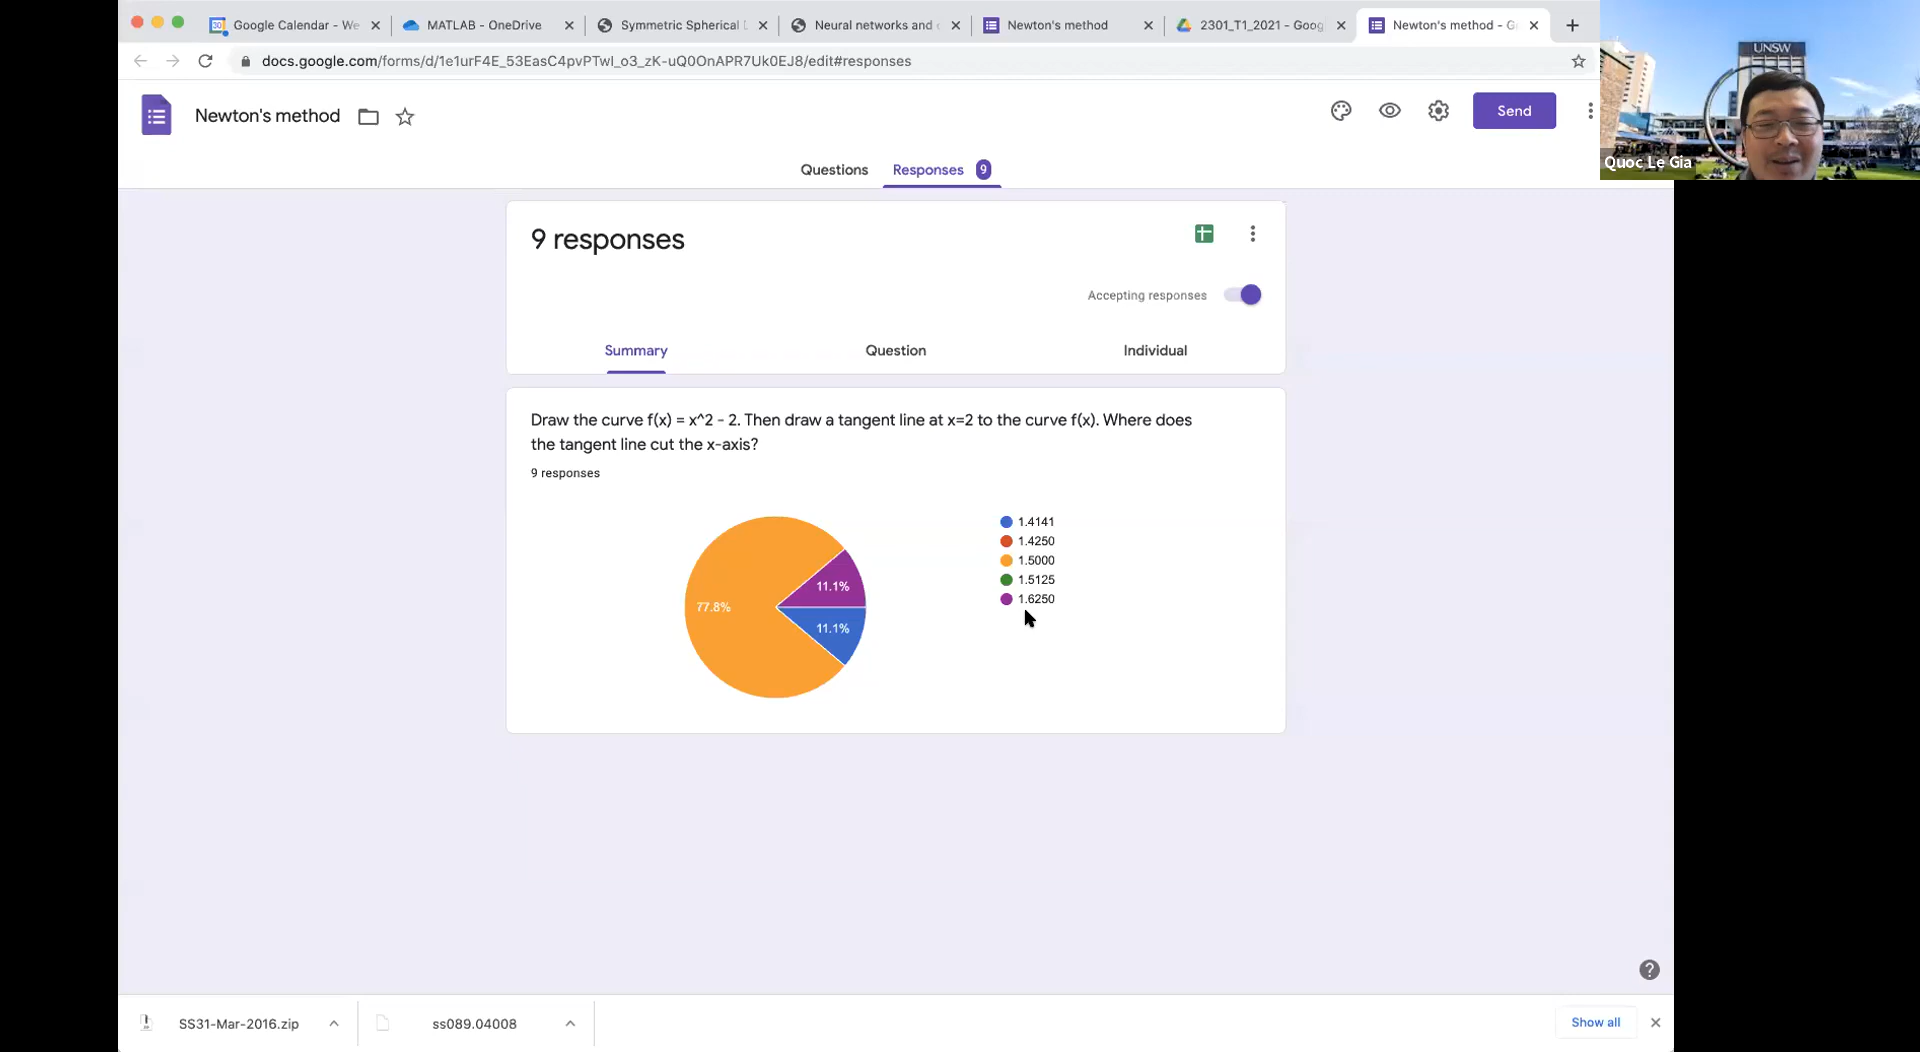 Google Calendar - We
MATLAB - OneDrive
Symmetric Spherical
Neural networks and
Newton's method
2301_T1_2021 - Goog
Newton's method - G
docs.google.com/forms/d/1e1urF4E_53EasC4pvPTwI_o3_zK-uQ0OnAPR7Uk0EJ8/edit#responses
UNSW
Quoc Le Gia
Newton's method
Send
Questions
Responses 9
9 responses
Accepting responses
Summary
Question
Individual
Draw the curve f(x) = x^2 - 2. Then draw a tangent line at x=2 to the curve f(x). Where does
the tangent line cut the x-axis?
9 responses
77.8%
11.1%
11.1%
1.4141
1.4250
1.5000
1.5125
1.6250
SS31-Mar-2016.zip
ss089.04008
Show all